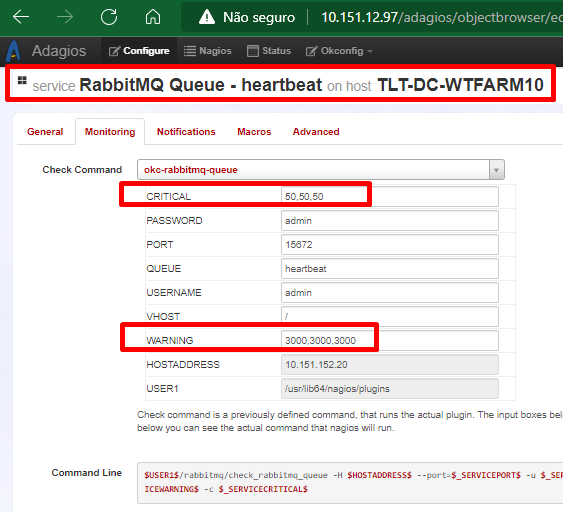 Não seguro 10.151.12.97/adagios/objectbrowser/ec
Adagios Configure Nagios Status Okconfig
service RabbitMQ Queue - heartbeat on host TLT-DC-WTFARM10
General Monitoring Notifications Macros Advanced
Check Command okc-rabbitmq-queue
CRITICAL 50,50,50
PASSWORD admin
PORT 15672
QUEUE heartbeat
USERNAME admin
VHOST /
WARNING 3000,3000,3000
HOSTADDRESS 10.151.152.20
USER1 /usr/lib64/nagios/plugins
Check command is a previously defined command, that runs the actual plugin. The input boxes bel
below you can see the actual command that nagios will run.
Command Line $USER1$/rabbitmq/check_rabbitmq_queue -H $HOSTADDRESS$ --port=$_SERVICEPORT$ -u $_SER
ICEWARNING$ -c $_SERVICECRITICAL$